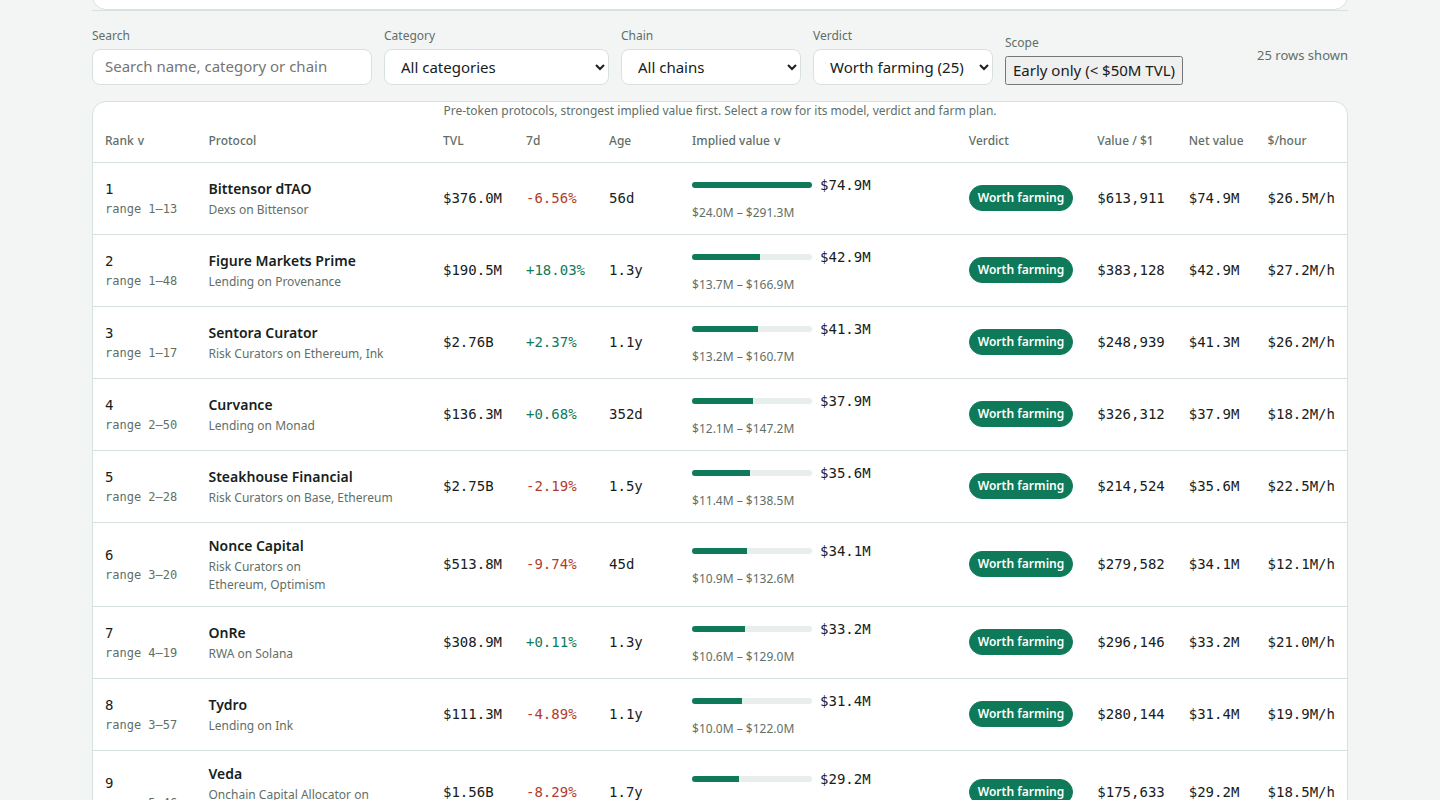 Search
Category
Chain
Verdict
Scope
Search name, category or chain
All categories
All chains
Worth farming (25)
Early only (< $50M TVL)
25 rows shown
Pre-token protocols, strongest implied value first. Select a row for its model, verdict and farm plan.
Rank v Protocol TVL 7d Age Implied value v Verdict Value / $1 Net value $/hour
1 Bittensor dTAO $376.0M -6.56% 56d $74.9M Worth farming $613,911 $74.9M $26.5M/h
range 1–13 Dexs on Bittensor $24.0M – $291.3M
2 Figure Markets Prime $190.5M +18.03% 1.3y $42.9M Worth farming $383,128 $42.9M $27.2M/h
range 1–48 Lending on Provenance $13.7M – $166.9M
3 Sentora Curator $2.76B +2.37% 1.1y $41.3M Worth farming $248,939 $41.3M $26.2M/h
range 1–17 Risk Curators on Ethereum, Ink $13.2M – $160.7M
4 Curvance $136.3M +0.68% 352d $37.9M Worth farming $326,312 $37.9M $18.2M/h
range 2–50 Lending on Monad $12.1M – $147.2M
5 Steakhouse Financial $2.75B -2.19% 1.5y $35.6M Worth farming $214,524 $35.6M $22.5M/h
range 2–28 Risk Curators on Base, Ethereum $11.4M – $138.5M
6 Nonce Capital $513.8M -9.74% 45d $34.1M Worth farming $279,582 $34.1M $12.1M/h
range 3–20 Risk Curators on $10.9M – $132.6M
Ethereum, Optimism
7 OnRe $308.9M +0.11% 1.3y $33.2M Worth farming $296,146 $33.2M $21.0M/h
range 4–19 RWA on Solana $10.6M – $129.0M
8 Tydro $111.3M -4.89% 1.1y $31.4M Worth farming $280,144 $31.4M $19.9M/h
range 3–57 Lending on Ink $10.0M – $122.0M
9 Veda $1.56B -8.29% 1.7y $29.2M Worth farming $175,633 $29.2M $18.5M/h
Onchain Capital Allocator on